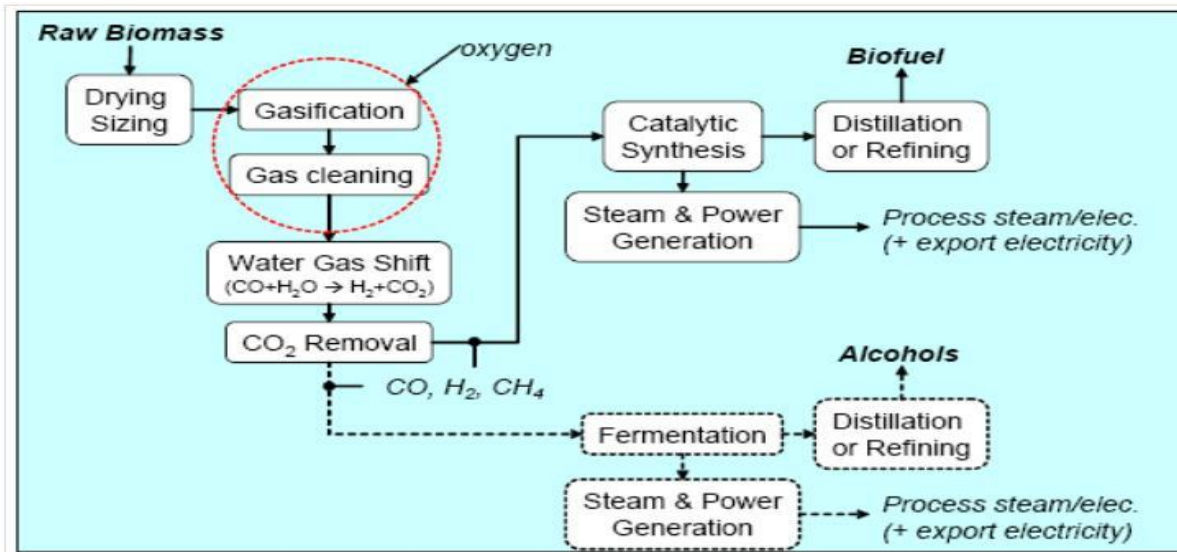 Raw Biomass
Drying
Sizing
oxygen
Gasification
Gas cleaning
Water Gas Shift
(CO+H₂O → H₂+CO₂)
CO₂ Removal
CO, H₂, CH₄
Biofuel
Catalytic
Synthesis
Distillation
or Refining
Steam & Power
Generation
Process steam/elec.
(+ export electricity)
Alcohols
Fermentation
Distillation
or Refining
Steam & Power
Generation
Process steam/elec.
(+ export electricity)